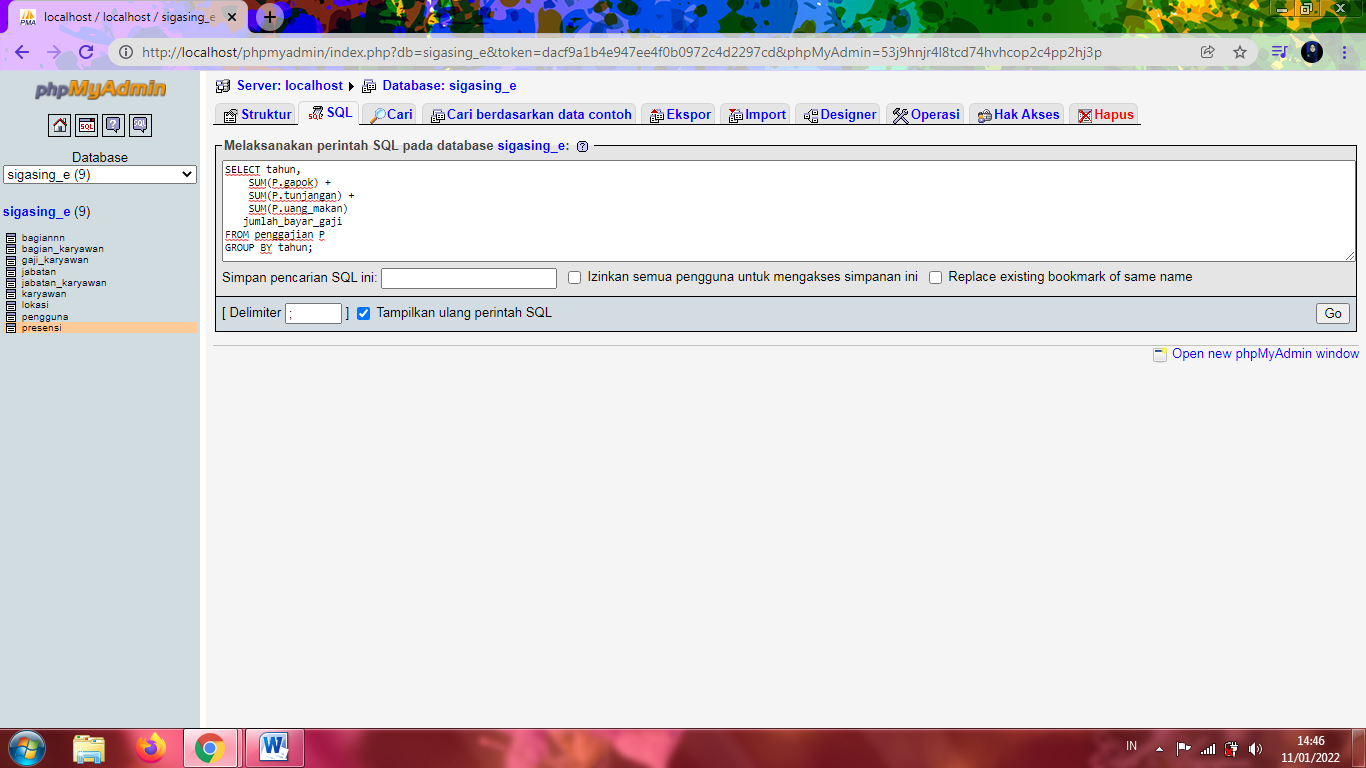 localhost / localhost / sigasing_e
http://localhost/phpmyadmin/index.php?db=sigasing_e&token=dacf9a1b4e947ee4f0b0972c4d2297cd&phpMyAdmin=53j9hnjr4l8tcd74hvhcop2c4pp2hj3p
phpMyAdmin
SQL
Database
sigasing_e (9)
sigasing_e (9)
bagiannn
bagian_karyawan
gaji_karyawan
jabatan
jabatan_karyawan
karyawan
lokasi
pengguna
presensi
Server: localhost Database: sigasing_e
Struktur SQL Cari Cari berdasarkan data contoh Ekspor Import Designer Operasi Hak Akses Hapus
Melaksanakan perintah SQL pada database sigasing_e:
SELECT tahun,
SUM(P.gapok) +
SUM(P.tunjangan) +
SUM(P.uang_makan)
jumlah_bayar_gaji
FROM penggajian P
GROUP BY tahun;
Simpan pencarian SQL ini: Izinkan semua pengguna untuk mengakses simpanan ini Replace existing bookmark of same name
[ Delimiter ; ] Tampilkan ulang perintah SQL Go
Open new phpMyAdmin window
IN 14:46
11/01/2022